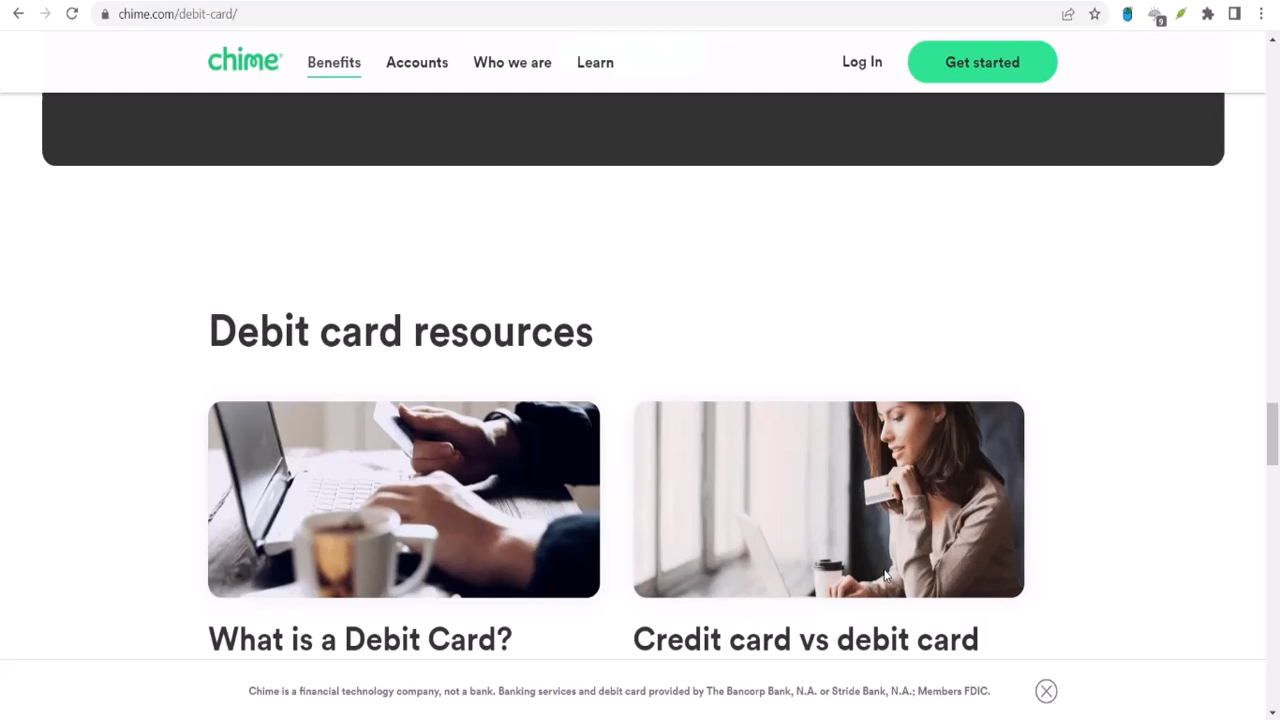 chime.com/debit-card/
9
chime
Benefits Accounts Who we are Learn Log In Get started
Debit card resources
What is a Debit Card? Credit card vs debit card
Chime is a financial technology company, not a bank. Banking services and debit card provided by The Bancorp Bank, N.A. or Stride Bank, N.A.; Members FDIC.